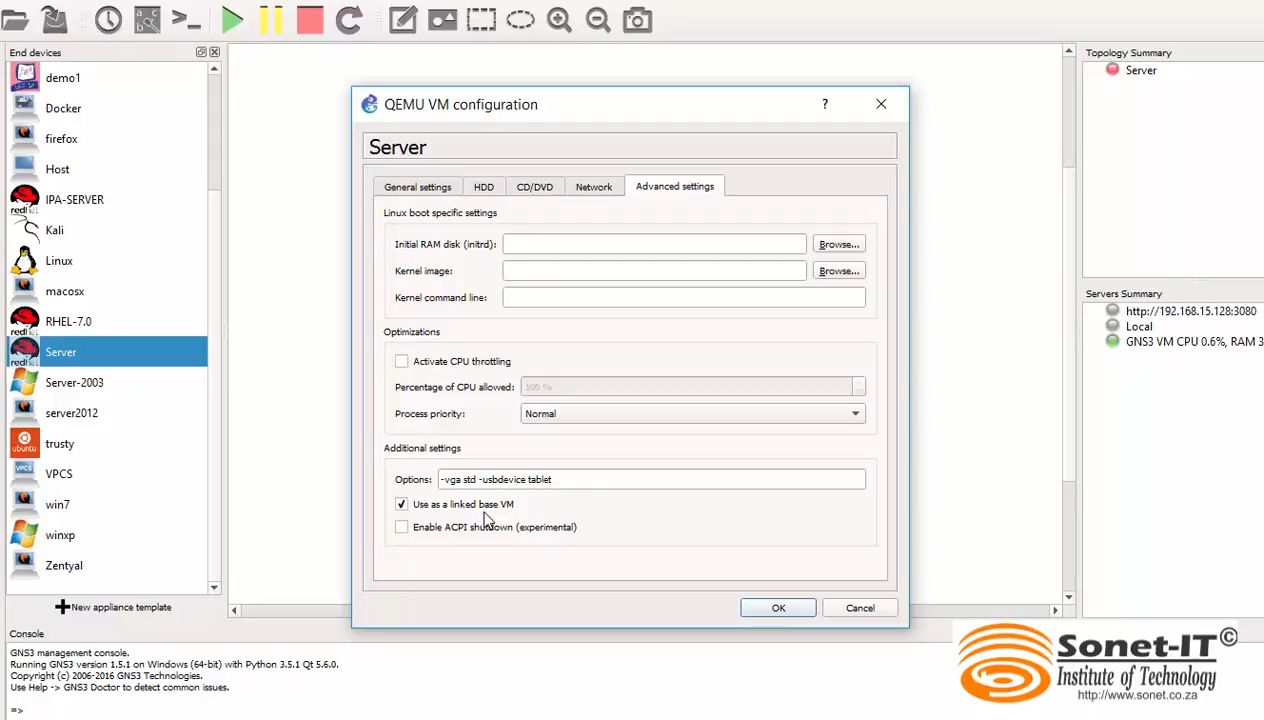 End devices
demo1
Docker
firefox
Host
IPA-SERVER
Kali
Linux
macosx
RHEL-7.0
Server
Server-2003
server2012
trusty
VPCS
win7
winxp
Zentyal
New appliance template
QEMU VM configuration
?
Server
General settings HDD CD/DVD Network Advanced settings
Linux boot specific settings
Initial RAM disk (initrd): Browse...
Kernel image: Browse...
Kernel command line:
Optimizations
Activate CPU throttling
Percentage of CPU allowed: 100 %
Process priority: Normal
Additional settings
Options: -vga std -usbdevice tablet
Use as a linked base VM
Enable ACPI shutdown (experimental)
OK Cancel
Topology Summary
Server
Servers Summary
http://192.168.15.128:3080
Local
GNS3 VM CPU 0.6%, RAM 3
Console
GNS3 management console.
Running GNS3 version 1.5.1 on Windows (64-bit) with Python 3.5.1 Qt 5.6.0.
Copyright (c) 2006-2016 GNS3 Technologies.
Use Help -> GNS3 Doctor to detect common issues.
=>
Sonet-IT©
Institute of Technology
http://www.sonet.co.za